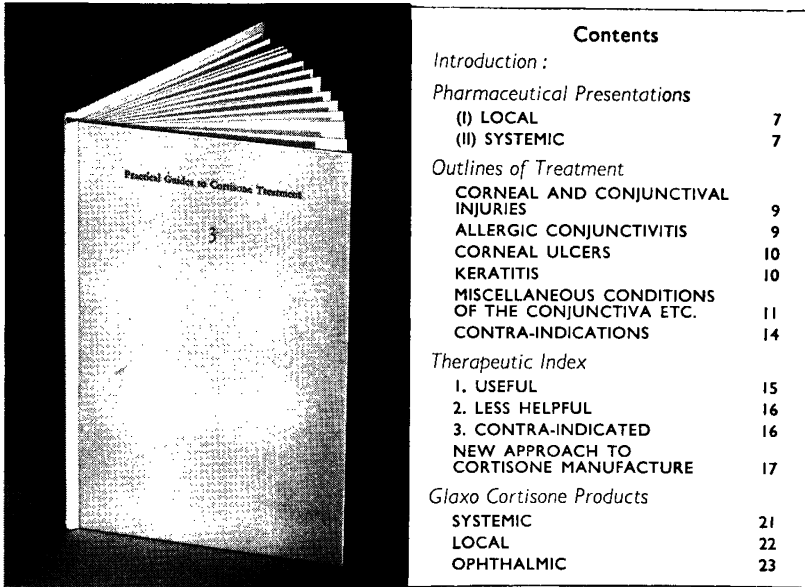 Practical Guides to Cortisone Treatment
3
Contents
Introduction :
Pharmaceutical Presentations
(I) LOCAL 7
(II) SYSTEMIC 7
Outlines of Treatment
CORNEAL AND CONJUNCTIVAL
INJURIES 9
ALLERGIC CONJUNCTIVITIS 9
CORNEAL ULCERS 10
KERATITIS 10
MISCELLANEOUS CONDITIONS
OF THE CONJUNCTIVA ETC. 11
CONTRA-INDICATIONS 14
Therapeutic Index
1. USEFUL 15
2. LESS HELPFUL 16
3. CONTRA-INDICATED 16
NEW APPROACH TO
CORTISONE MANUFACTURE 17
Glaxo Cortisone Products
SYSTEMIC 21
LOCAL 22
OPHTHALMIC 23